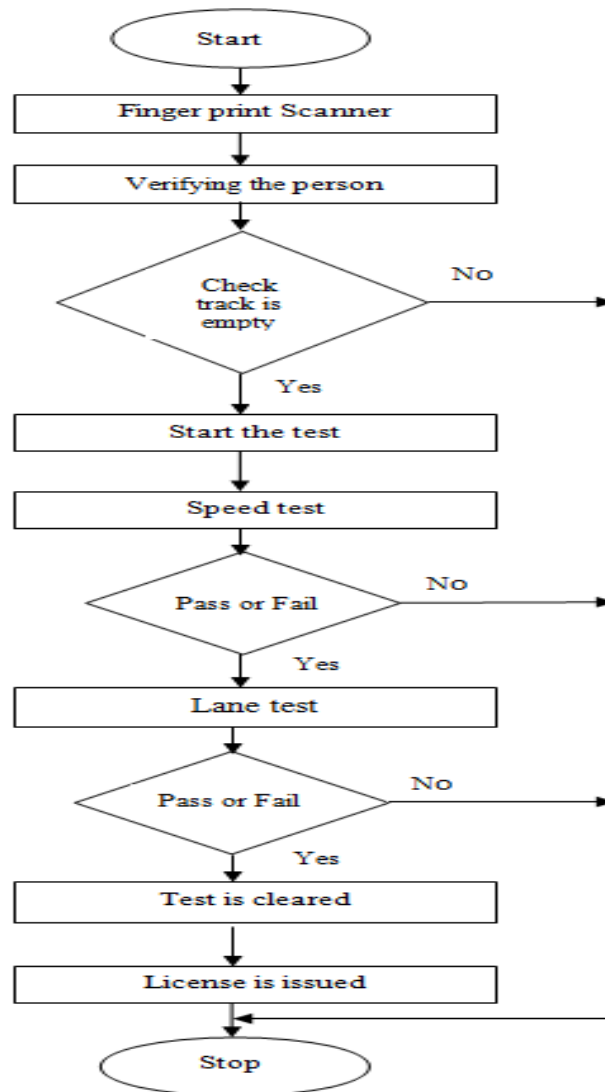 Start
Finger print Scanner
Verifying the person
Check
track is
empty
No
Yes
Start the test
Speed test
Pass or Fail
No
Yes
Lane test
Pass or Fail
No
Yes
Test is cleared
License is issued
Stop